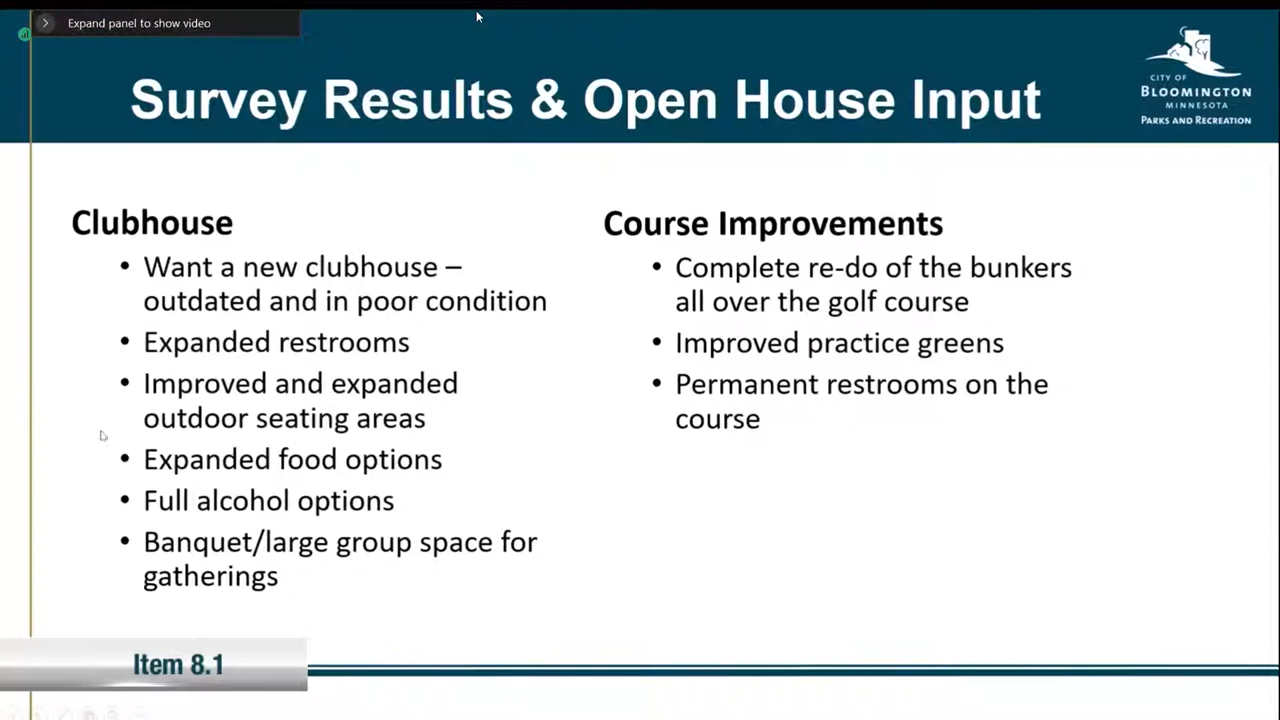 Expand panel to show video
Survey Results & Open House Input
CITY OF
BLOOMINGTON
MINNESOTA
PARKS AND RECREATION
Clubhouse
• Want a new clubhouse –
outdated and in poor condition
• Expanded restrooms
• Improved and expanded
outdoor seating areas
• Expanded food options
• Full alcohol options
• Banquet/large group space for
gatherings
Course Improvements
• Complete re-do of the bunkers
all over the golf course
• Improved practice greens
• Permanent restrooms on the
course
Item 8.1